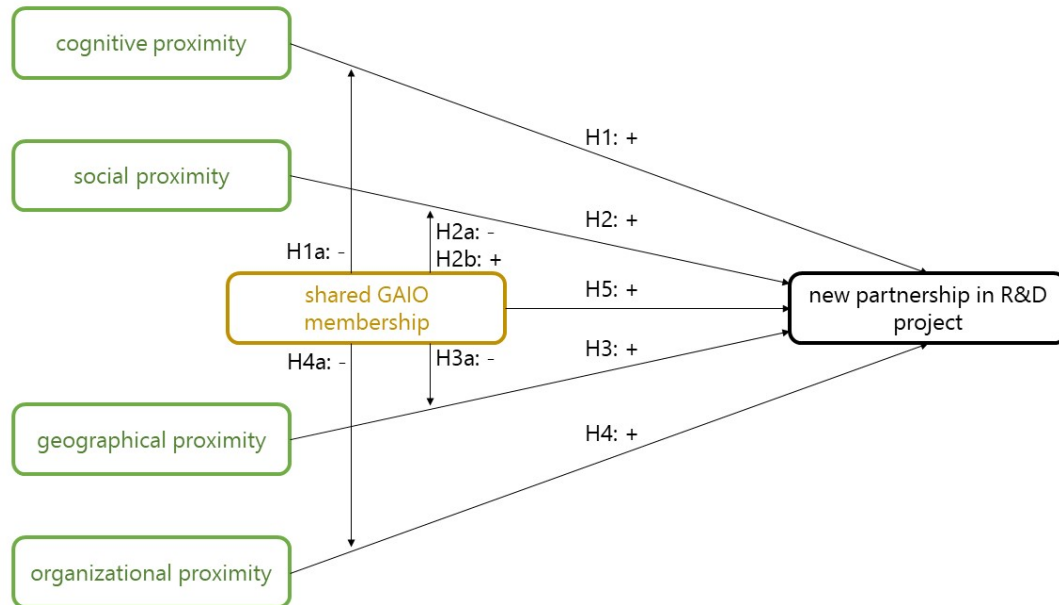 cognitive proximity
H1: +
social proximity
H2: +
H2a: -
H1a: -
H2b: +
shared GAIO
membership
H5: +
new partnership in R&D
project
H4a: -
H3a: -
H3: +
geographical proximity
H4: +
organizational proximity